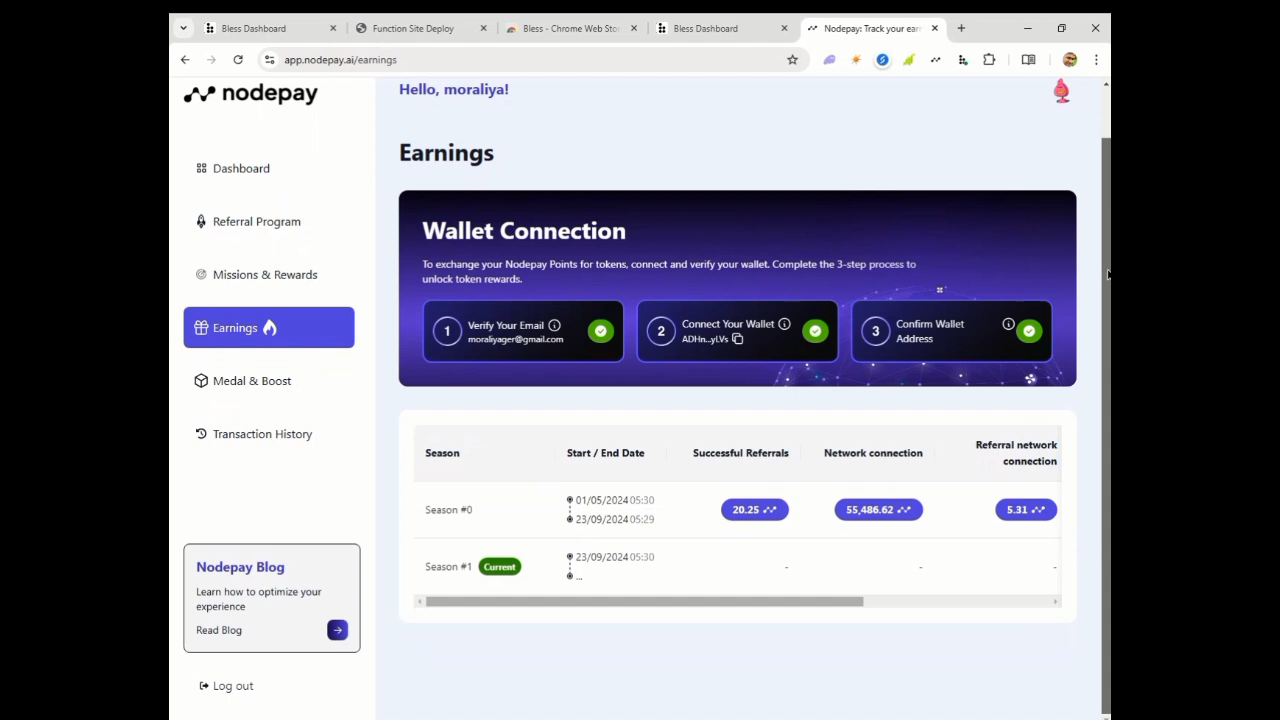 Bless Dashboard
Function Site Deploy
Bless - Chrome Web Sto
Bless Dashboard
Nodepay: Track your ear
app.nodepay.ai/earnings
nodepay
Hello, moraliya!
Dashboard
Referral Program
Missions & Rewards
Earnings
Medal & Boost
Transaction History
Nodepay Blog
Learn how to optimize your
experience
Read Blog
Log out
Earnings
Wallet Connection
To exchange your Nodepay Points for tokens, connect and verify your wallet. Complete the 3-step process to
unlock token rewards.
1 Verify Your Email
moraliyager@gmail.com
2 Connect Your Wallet
ADHn...yLVs
3 Confirm Wallet
Address
Season Start / End Date Successful Referrals Network connection Referral network
connection
Season #0 01/05/2024 05:30 20.25 55,486.62 5.31
23/09/2024 05:29
Season #1 Current 23/09/2024 05:30 - - -
...